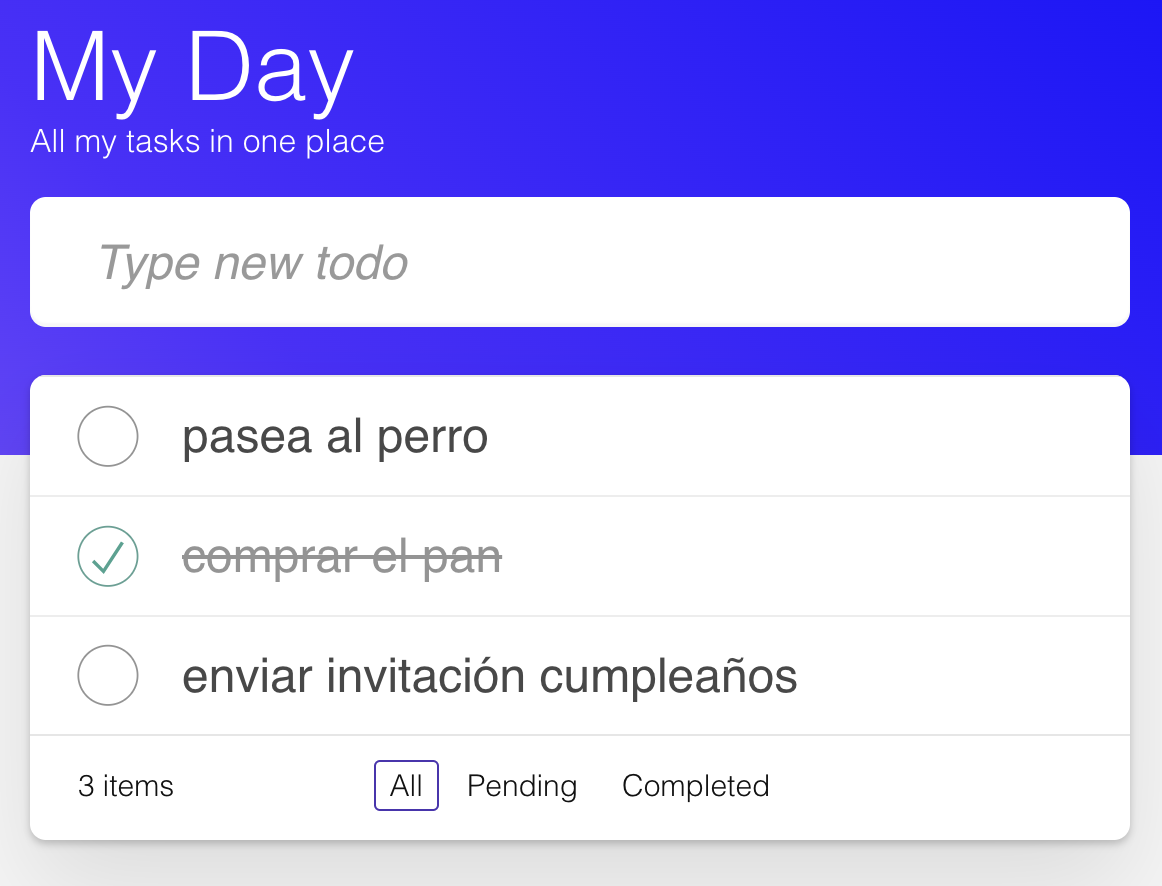 My Day
All my tasks in one place
Type new todo
pasea al perro
comprar el pan
enviar invitación cumpleaños
3 items All Pending Completed